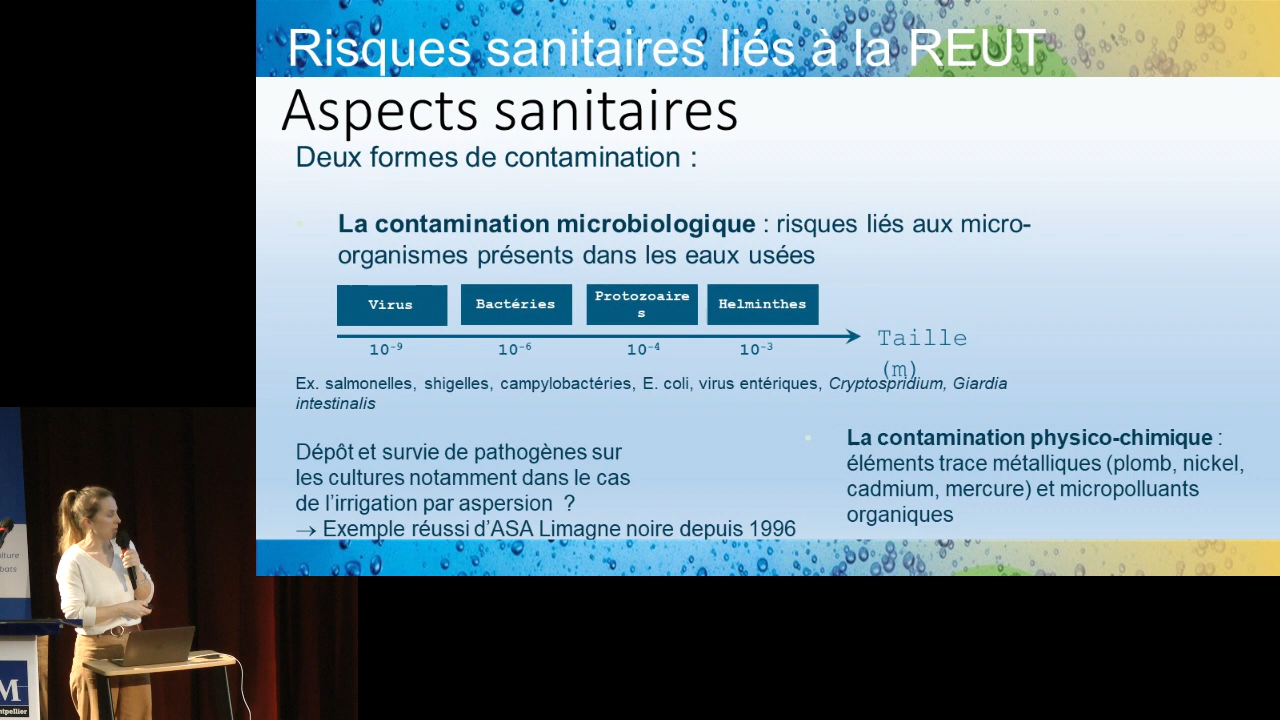 Risques sanitaires liés à la REUT
Aspects sanitaires
Deux formes de contamination :
• La contamination microbiologique : risques liés aux micro-
organismes présents dans les eaux usées
Virus
Bactéries
Protozoaire
s
Helminthes
10⁻⁹
10⁻⁶
10⁻⁴
10⁻³
Taille
(m)
Ex. salmonelles, shigelles, campylobactéries, E. coli, virus entériques, Cryptospridium, Giardia
intestinalis
Dépôt et survie de pathogènes sur
les cultures notamment dans le cas
de l'irrigation par aspersion ?
→ Exemple réussi d'ASA Limagne noire depuis 1996
• La contamination physico-chimique :
éléments trace métalliques (plomb, nickel,
cadmium, mercure) et micropolluants
organiques
M